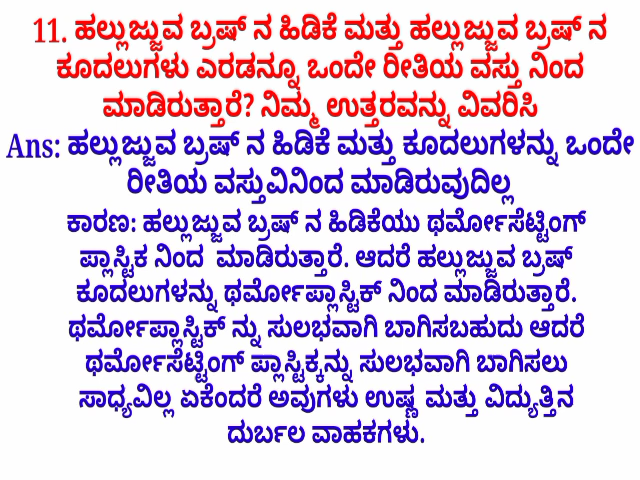 11. ಹಲ್ಲುಜ್ಜುವ ಬ್ರಷ್ ನ ಹಿಡಿಕೆ ಮತ್ತು ಹಲ್ಲುಜ್ಜುವ ಬ್ರಷ್ ನ
ಕೂದಲುಗಳು ಎರಡನ್ನೂ ಒಂದೇ ರೀತಿಯ ವಸ್ತು ನಿಂದ
ಮಾಡಿರುತ್ತಾರೆ? ನಿಮ್ಮ ಉತ್ತರವನ್ನು ವಿವರಿಸಿ
Ans: ಹಲ್ಲುಜ್ಜುವ ಬ್ರಷ್ ನ ಹಿಡಿಕೆ ಮತ್ತು ಕೂದಲುಗಳನ್ನು ಒಂದೇ
ರೀತಿಯ ವಸ್ತುವಿನಿಂದ ಮಾಡಿರುವುದಿಲ್ಲ
ಕಾರಣ: ಹಲ್ಲುಜ್ಜುವ ಬ್ರಷ್ ನ ಹಿಡಿಕೆಯು ಥರ್ಮೋಸೆಟ್ಟಿಂಗ್
ಪ್ಲಾಸ್ಟಿಕ ನಿಂದ ಮಾಡಿರುತ್ತಾರೆ. ಆದರೆ ಹಲ್ಲುಜ್ಜುವ ಬ್ರಷ್
ಕೂದಲುಗಳನ್ನು ಥರ್ಮೋಪ್ಲಾಸ್ಟಿಕ್ ನಿಂದ ಮಾಡಿರುತ್ತಾರೆ.
ಥರ್ಮೋಪ್ಲಾಸ್ಟಿಕ್ ನ್ನು ಸುಲಭವಾಗಿ ಬಾಗಿಸಬಹುದು ಆದರೆ
ಥರ್ಮೋಸೆಟ್ಟಿಂಗ್ ಪ್ಲಾಸ್ಟಿಕ್ಕನ್ನು ಸುಲಭವಾಗಿ ಬಾಗಿಸಲು
ಸಾಧ್ಯವಿಲ್ಲ ಏಕೆಂದರೆ ಅವುಗಳು ಉಷ್ಣ ಮತ್ತು ವಿದ್ಯುತ್ತಿನ
ದುರ್ಬಲ ವಾಹಕಗಳು.